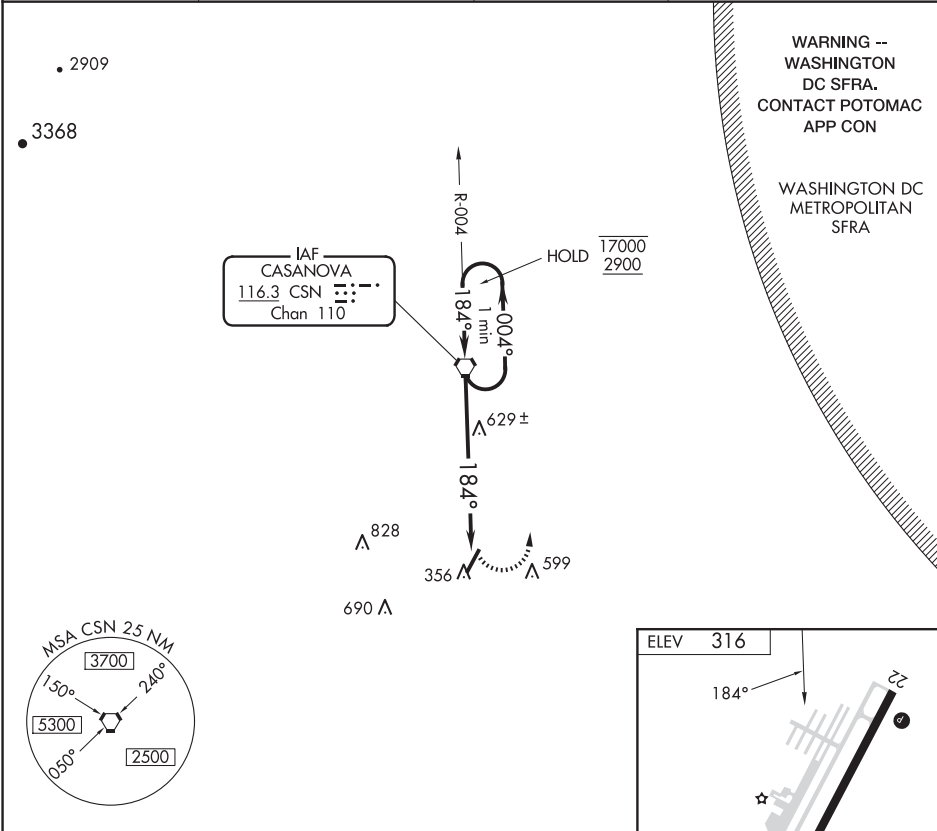 2909
3368
WARNING --
WASHINGTON
DC SFRA.
CONTACT POTOMAC
APP CON
WASHINGTON DC
METROPOLITAN
SFRA
R-004
HOLD
17000
2900
IAF
CASANOVA
116.3 CSN
Chan 110
184°
1 min
004°
629 ±
184°
828
356
599
690
MSA CSN 25 NM
3700
150°
240°
5300
050°
2500
ELEV 316
184°
22
P